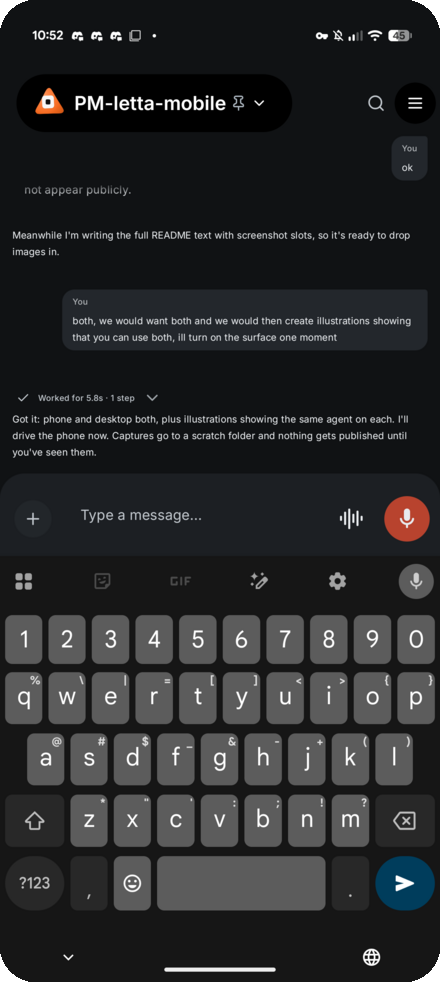 10:52
45
PM-letta-mobile
You
ok
not appear publicly.
Meanwhile I'm writing the full README text with screenshot slots, so it's ready to drop
images in.
You
both, we would want both and we would then create illustrations showing
that you can use both, ill turn on the surface one moment
Worked for 5.8s · 1 step
Got it: phone and desktop both, plus illustrations showing the same agent on each. I'll
drive the phone now. Captures go to a scratch folder and nothing gets published until
you've seen them.
Type a message...
GIF
1 2 3 4 5 6 7 8 9 0
% \ | = [ ] < > { }
q w e r t y u i o p
@ # $ _ & - + ( )
a s d f g h j k l
* " ' : ; ! ?
z x c v b n m
?123 , .